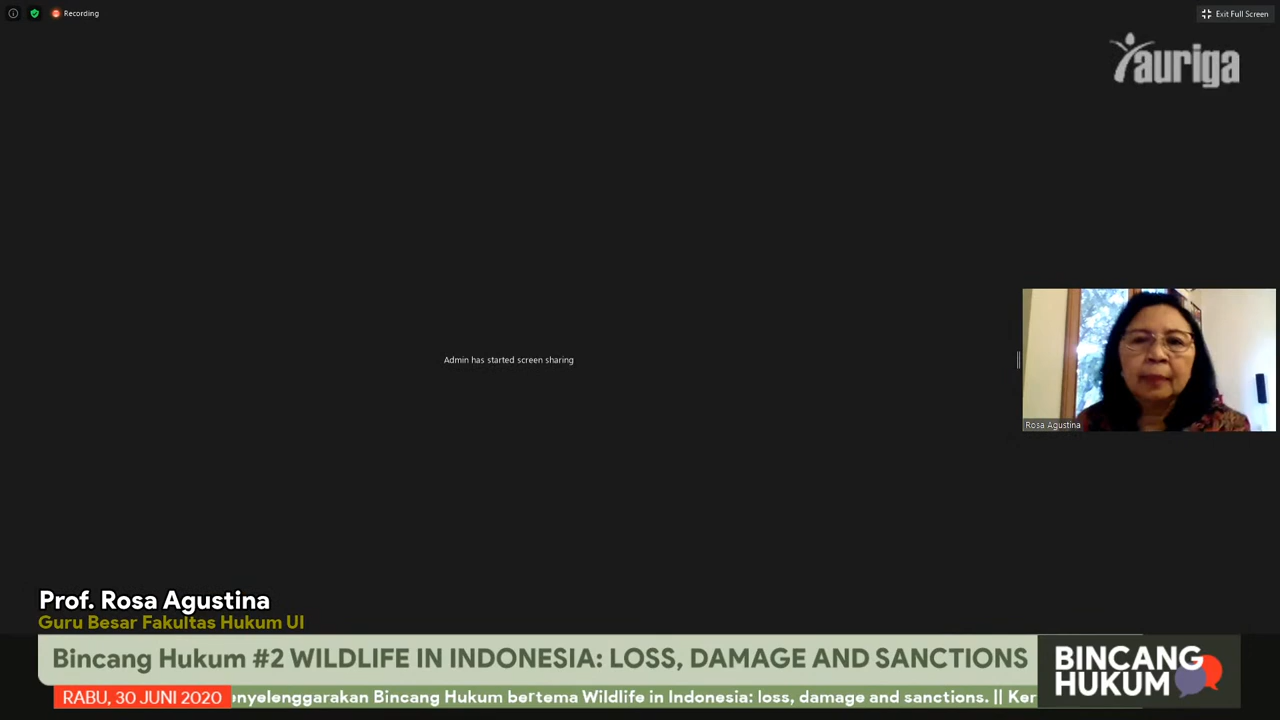 Recording
Exit Full Screen
auriga
Admin has started screen sharing
Rosa Agustina
Prof. Rosa Agustina
Guru Besar Fakultas Hukum UI
Bincang Hukum #2 WILDLIFE IN INDONESIA: LOSS, DAMAGE AND SANCTIONS
BINCANG
HUKUM
RABU, 30 JUNI 2020 enyelenggarakan Bincang Hukum bertema Wildlife in Indonesia: loss, damage and sanctions. || Ker